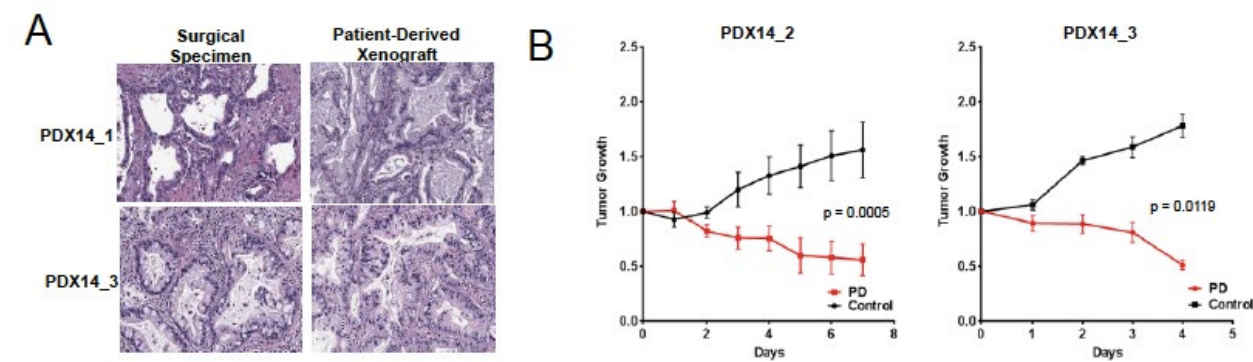 A
Surgical
Specimen
Patient-Derived
Xenograft
PDX14_1
PDX14_3
B
PDX14_2
2.5
2.0
1.5
1.0
0.5
0.0
Tumor Growth
p = 0.0005
PD
Control
0
2
4
6
8
Days
PDX14_3
2.5
2.0
1.5
1.0
0.5
0.0
Tumor Growth
p = 0.0119
PD
Control
0
1
2
3
4
5
Days